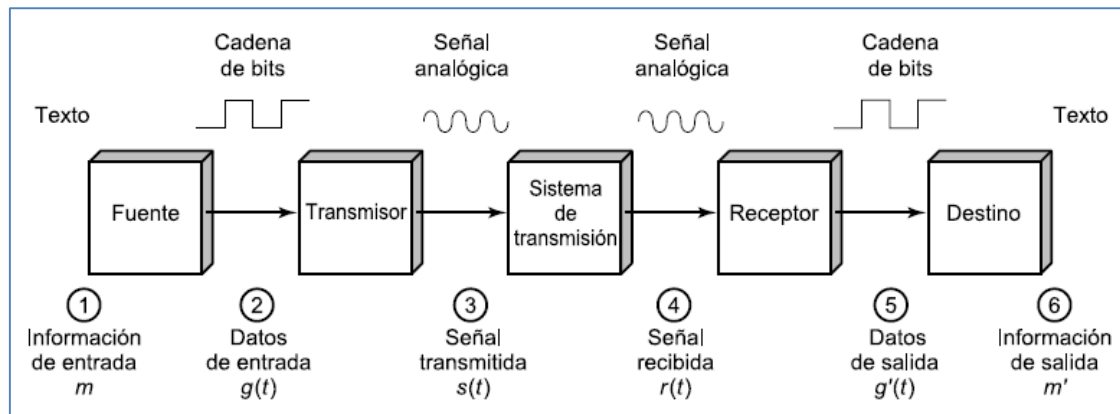 Cadena
de bits
Señal
analógica
Señal
analógica
Cadena
de bits
Texto
Texto
Fuente
Transmisor
Sistema
de
transmisión
Receptor
Destino
1
Información
de entrada
m
2
Datos
de entrada
g(t)
3
Señal
transmitida
s(t)
4
Señal
recibida
r(t)
5
Datos
de salida
g'(t)
6
Información
de salida
m'